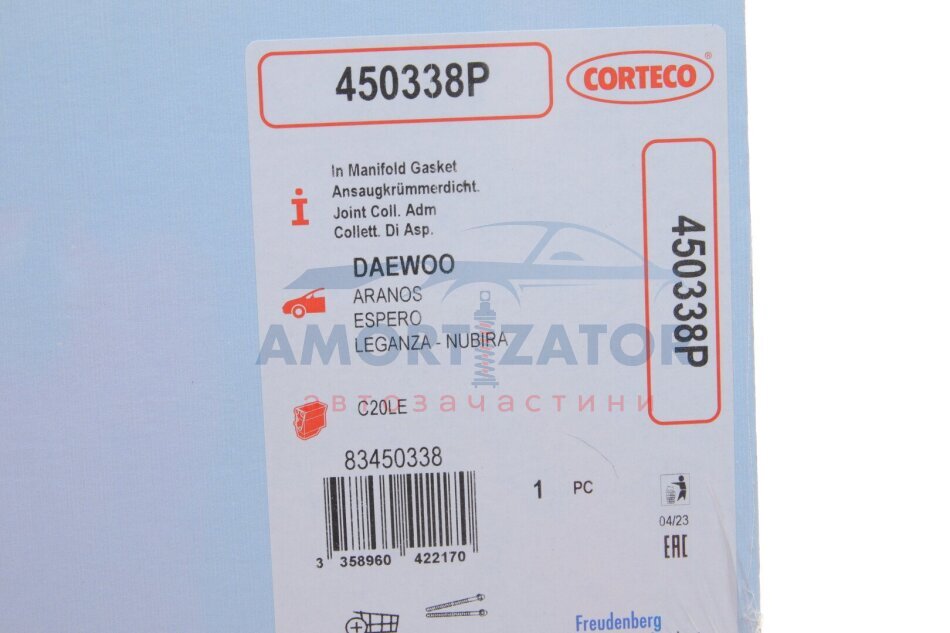 450338P
CORTECO®
In Manifold Gasket
Ansaugkrümmerdicht.
Joint Coll. Adm
Collett. Di Asp.
450338P
DAEWOO
ARANOS
ESPERO
LEGANZA - NUBIRA
AMORTIZATOR
автозачастини
C20LE
83450338
1 PC
3 358960 422170
04/23
EAC
Freudenberg